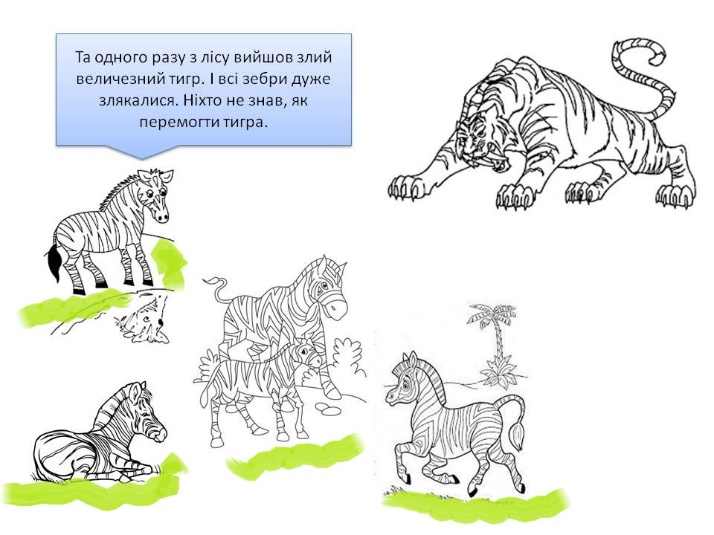 Та одного разу з лісу вийшов злий
величезний тигр. І всі зебри дуже
злякалися. Ніхто не знав, як
перемогти тигра.